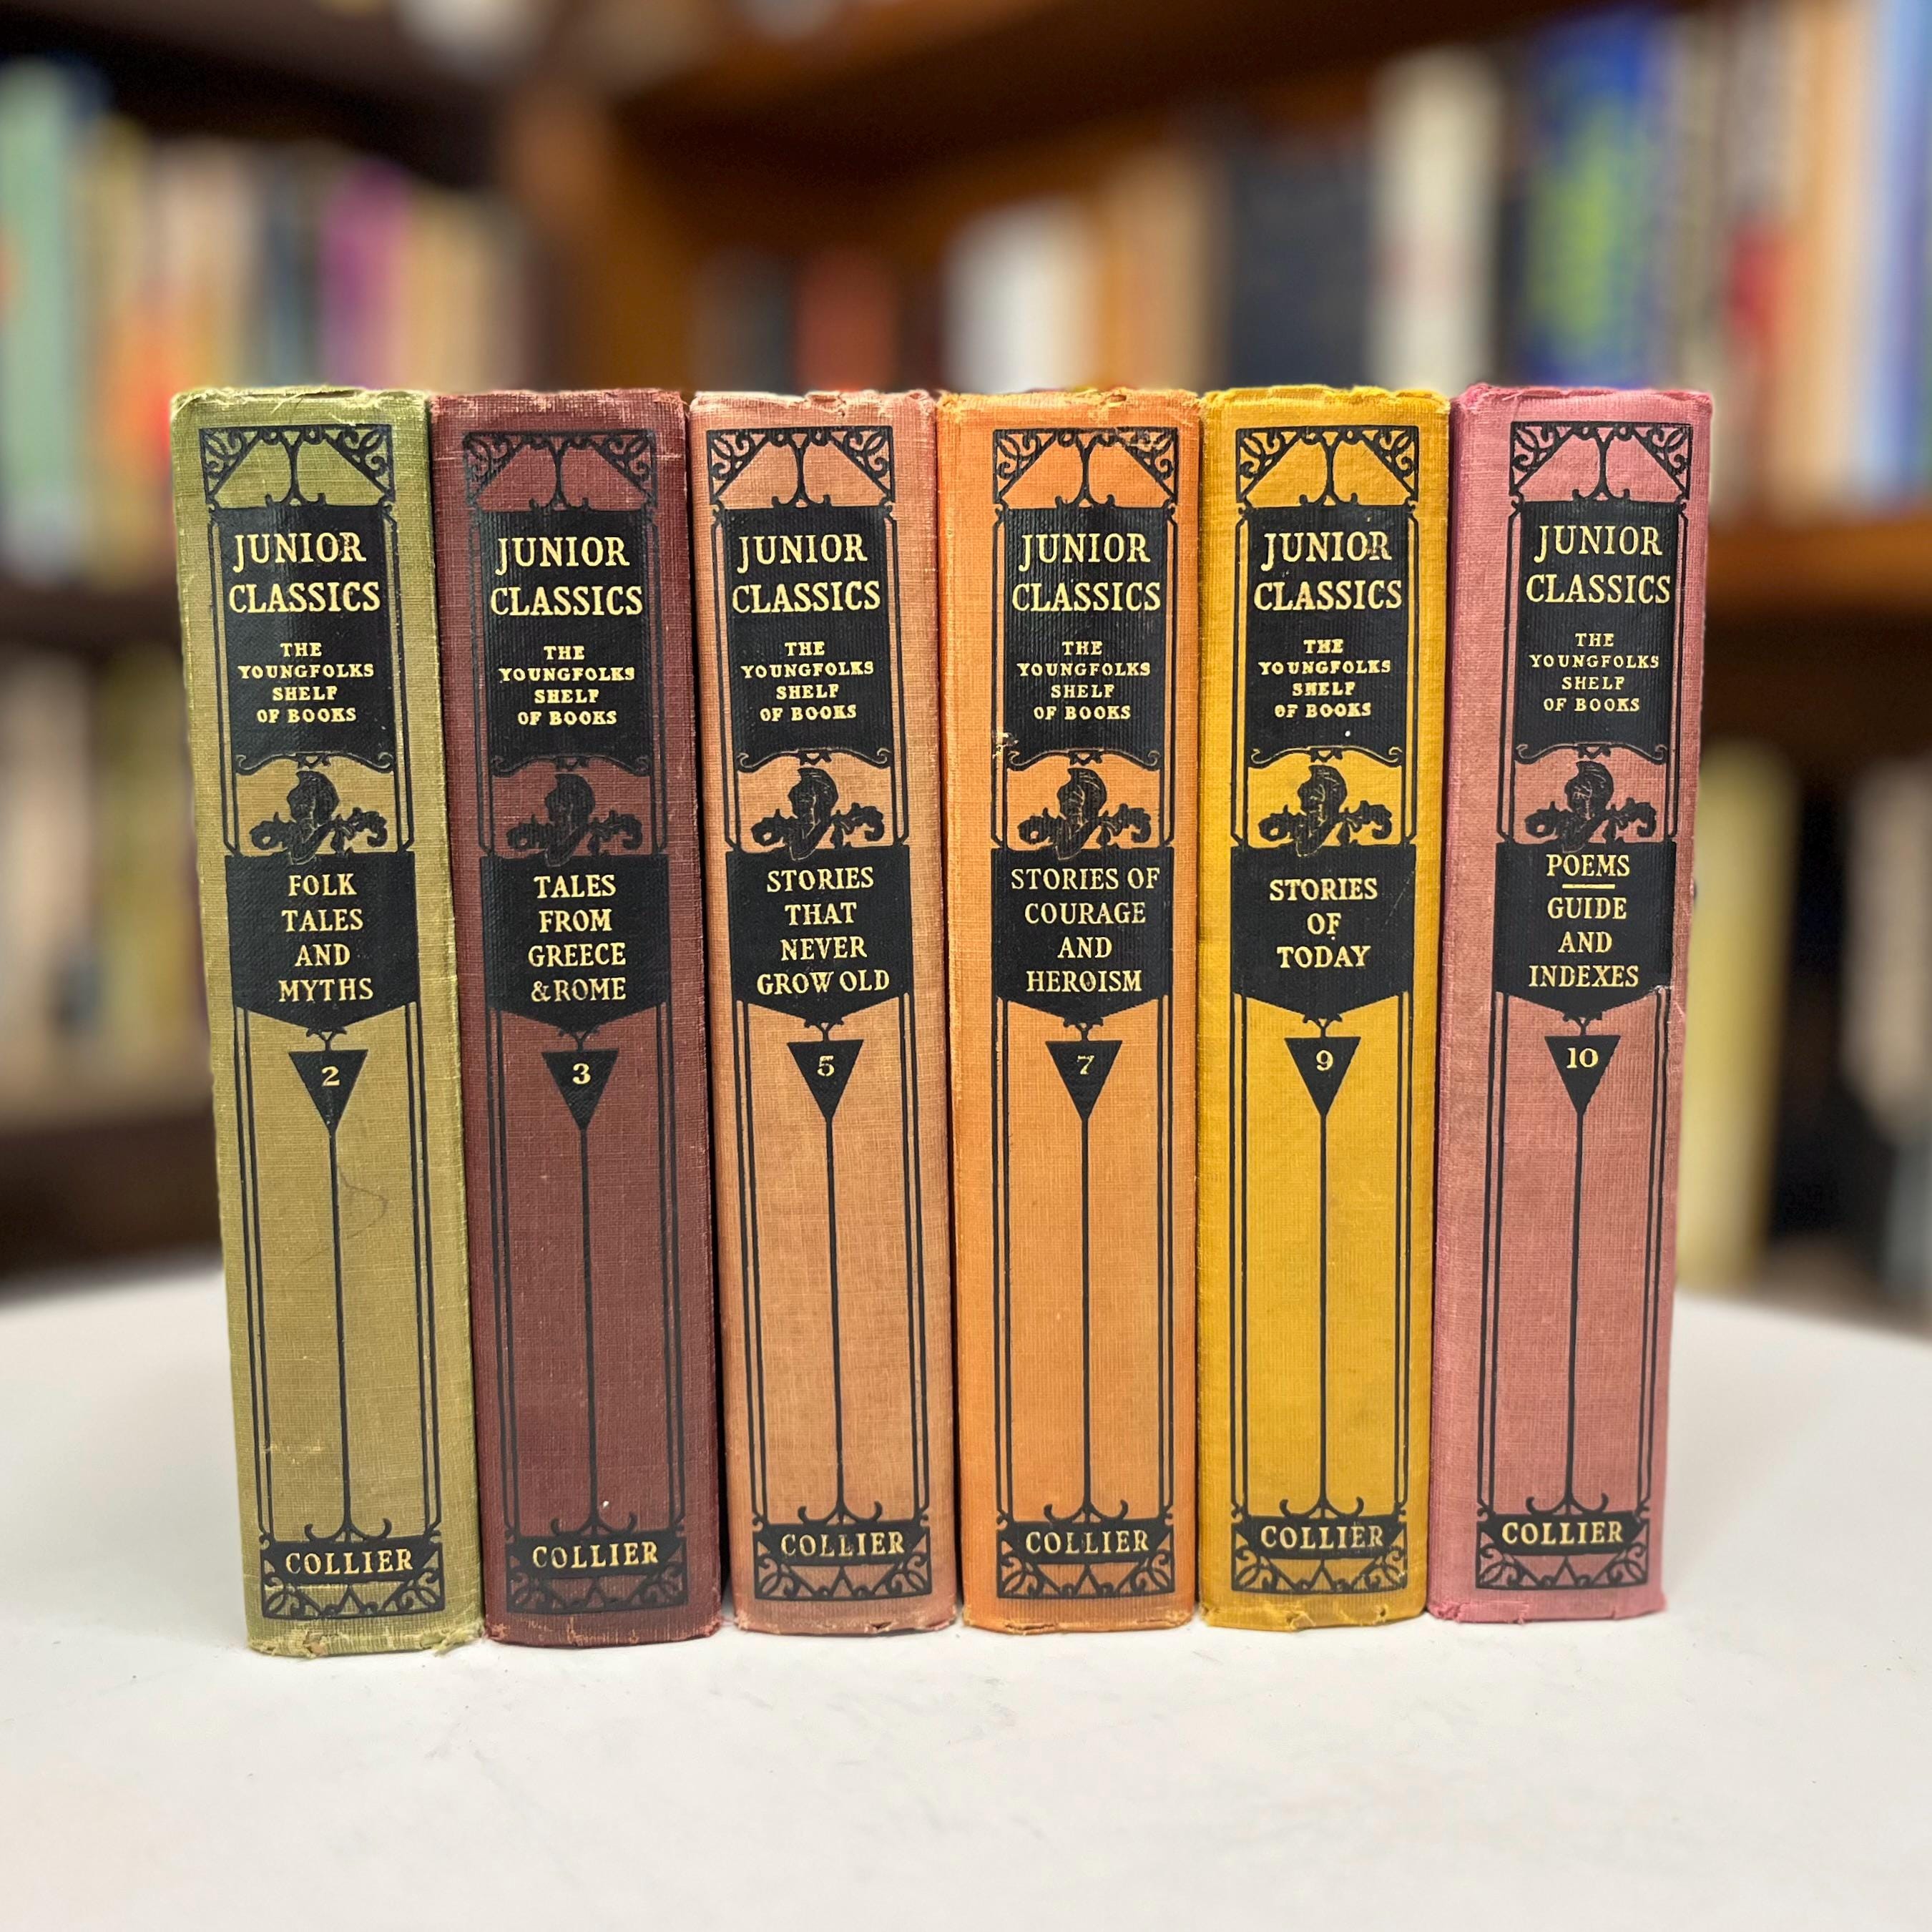 JUNIOR
CLASSICS
THE
YOUNGFOLKS
SHELF
OF BOOKS
FOLK
TALES
AND
MYTHS
2
COLLIER
JUNIOR
CLASSICS
THE
YOUNGFOLKS
SHELF
OF BOOKS
TALES
FROM
GREECE
& ROME
3
COLLIER
JUNIOR
CLASSICS
THE
YOUNGFOLKS
SHELF
OF BOOKS
STORIES
THAT
NEVER
GROW OLD
5
COLLIER
JUNIOR
CLASSICS
THE
YOUNGFOLKS
SHELF
OF BOOKS
STORIES OF
COURAGE
AND
HEROISM
7
COLLIER
JUNIOR
CLASSICS
THE
YOUNGFOLKS
SHELF
OF BOOKS
STORIES
OF
TODAY
9
COLLIER
JUNIOR
CLASSICS
THE
YOUNGFOLKS
SHELF
OF BOOKS
POEMS
GUIDE
AND
INDEXES
10
COLLIER